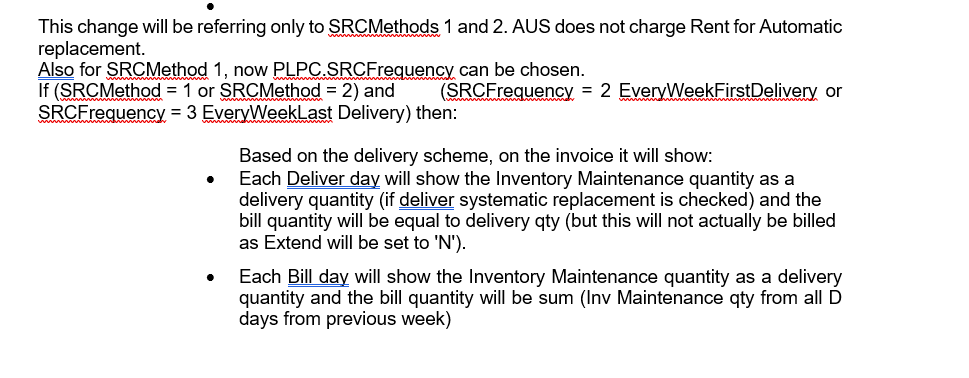 •
This change will be referring only to SRCMethods 1 and 2. AUS does not charge Rent for Automatic
replacement.
Also for SRCMethod 1, now PLPC.SRCFrequency can be chosen.
If (SRCMethod = 1 or SRCMethod = 2) and (SRCFrequency = 2 EveryWeekFirstDelivery or
SRCFrequency = 3 EveryWeekLast Delivery) then:
Based on the delivery scheme, on the invoice it will show:
• Each Deliver day will show the Inventory Maintenance quantity as a
delivery quantity (if deliver systematic replacement is checked) and the
bill quantity will be equal to delivery qty (but this will not actually be billed
as Extend will be set to 'N').
• Each Bill day will show the Inventory Maintenance quantity as a delivery
quantity and the bill quantity will be sum (Inv Maintenance qty from all D
days from previous week)